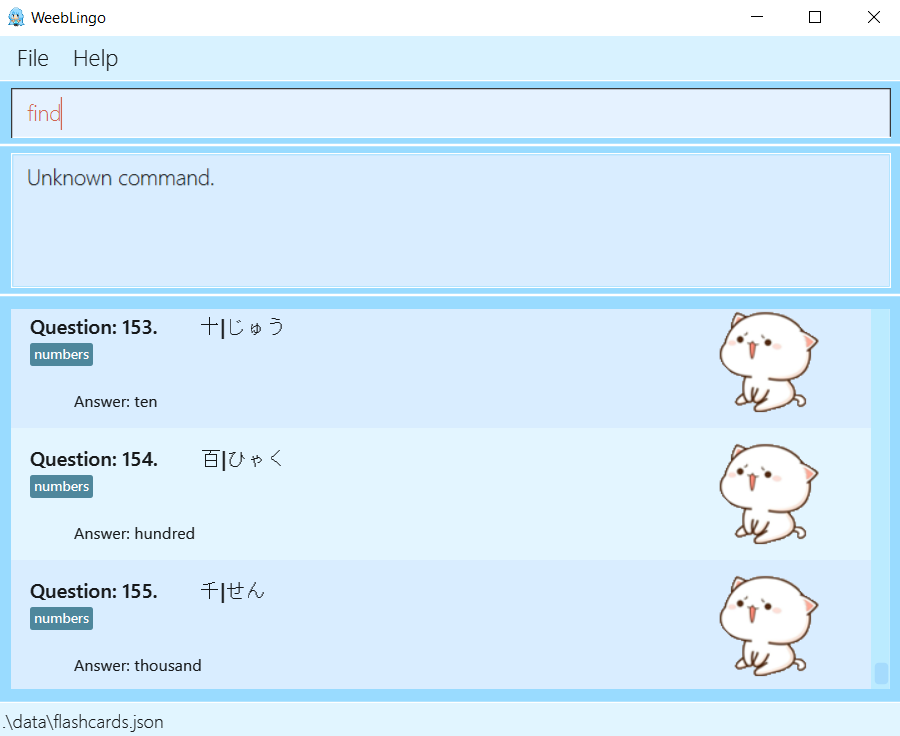 WeebLingo
File Help
find
Unknown command.
Question: 153. 十|じゅう
numbers
Answer: ten
Question: 154. 百|ひゃく
numbers
Answer: hundred
Question: 155. 千|せん
numbers
Answer: thousand
.\data\flashcards.json